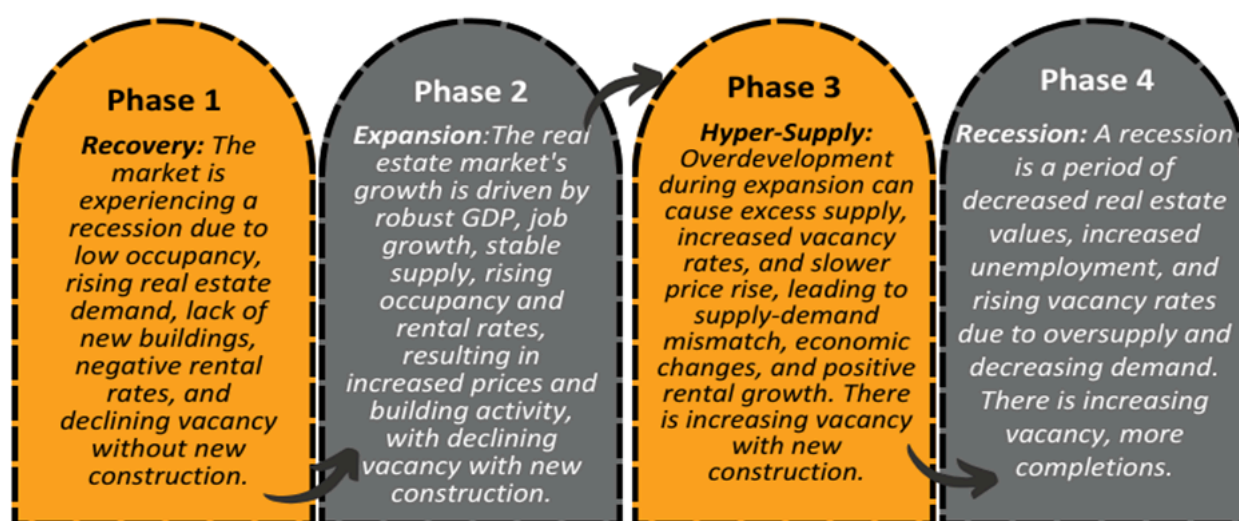 Phase 1
Recovery: The
market is
experiencing a
recession due to
low occupancy,
rising real estate
demand, lack of
new buildings,
negative rental
rates, and
declining vacancy
without new
construction.
Phase 2
Expansion:The real
estate market's
growth is driven by
robust GDP, job
growth, stable
supply, rising
occupancy and
rental rates,
resulting in
increased prices and
building activity,
with declining
vacancy with new
construction.
Phase 3
Hyper-Supply:
Overdevelopment
during expansion can
cause excess supply,
increased vacancy
rates, and slower
price rise, leading to
supply-demand
mismatch, economic
changes, and positive
rental growth. There
is increasing vacancy
with new
construction.
Phase 4
Recession: A recession
is a period of
decreased real estate
values, increased
unemployment, and
rising vacancy rates
due to oversupply and
decreasing demand.
There is increasing
vacancy, more
completions.